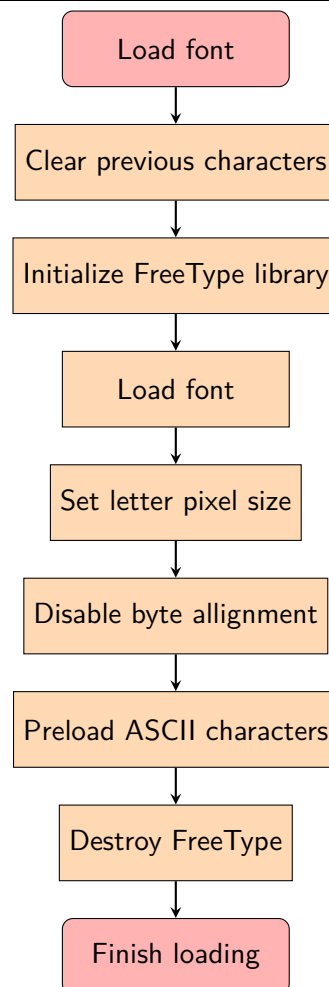 Load font
Clear previous characters
Initialize FreeType library
Load font
Set letter pixel size
Disable byte allignment
Preload ASCII characters
Destroy FreeType
Finish loading